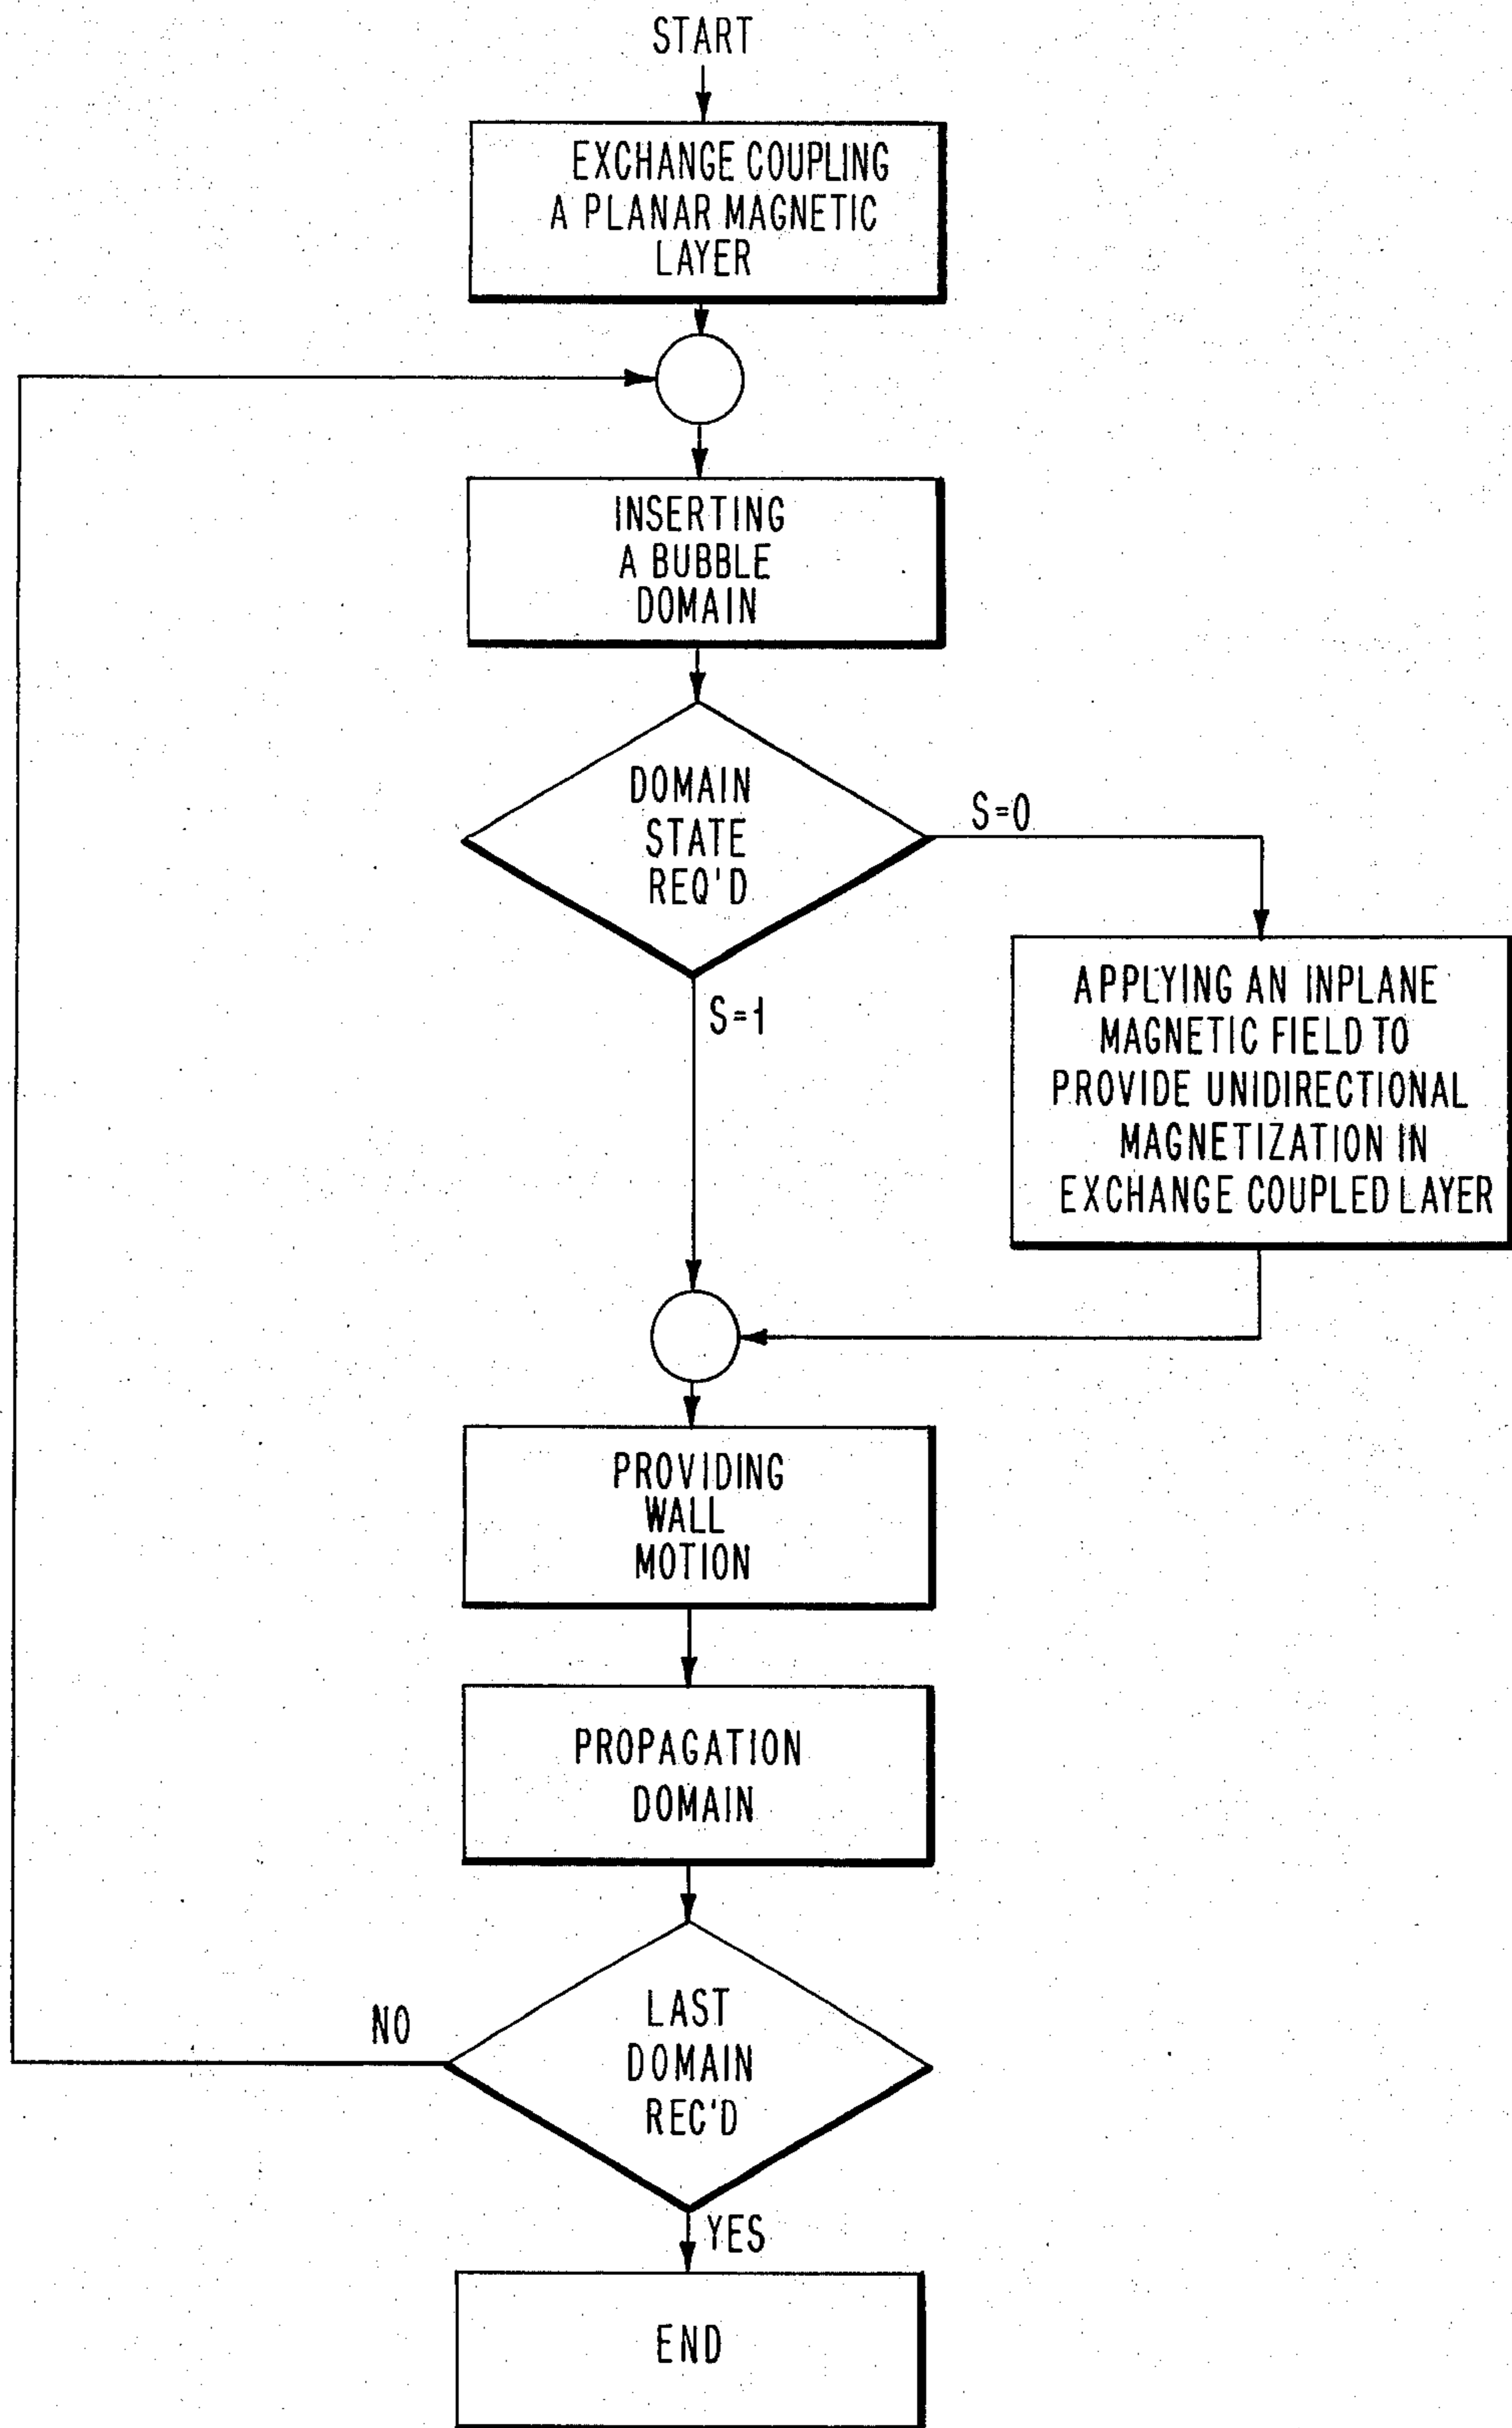 START
EXCHANGE COUPLING
A PLANAR MAGNETIC
LAYER
INSERTING
A BUBBLE
DOMAIN
DOMAIN
STATE
REQ'D
S=0
S=1
APPLYING AN INPLANE
MAGNETIC FIELD TO
PROVIDE UNIDIRECTIONAL
MAGNETIZATION IN
EXCHANGE COUPLED LAYER
PROVIDING
WALL
MOTION
PROPAGATION
DOMAIN
LAST
DOMAIN
REC'D
NO
YES
END